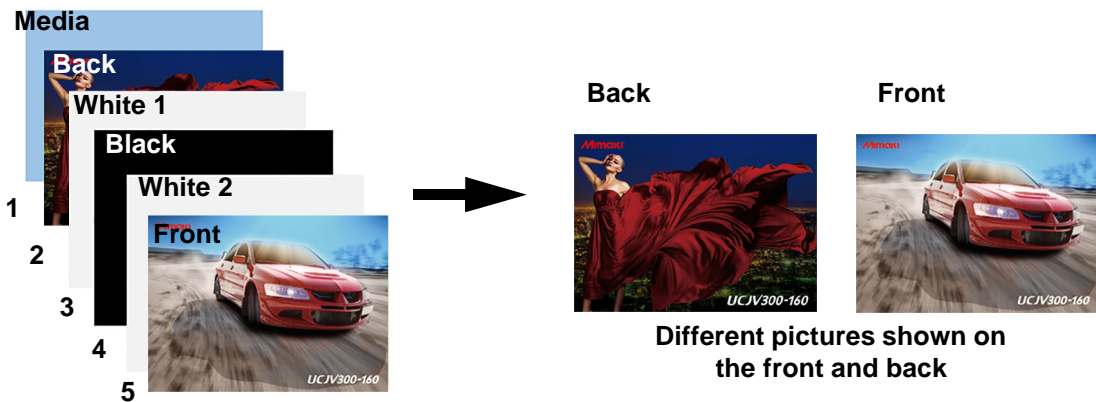 Media
Back
White 1
Black
White 2
Front
1
2
3
4
5
UCJV300-160
Back
Front
Mimaki
UCJV300-160
Mimaki
UCJV300-160
Different pictures shown on
the front and back